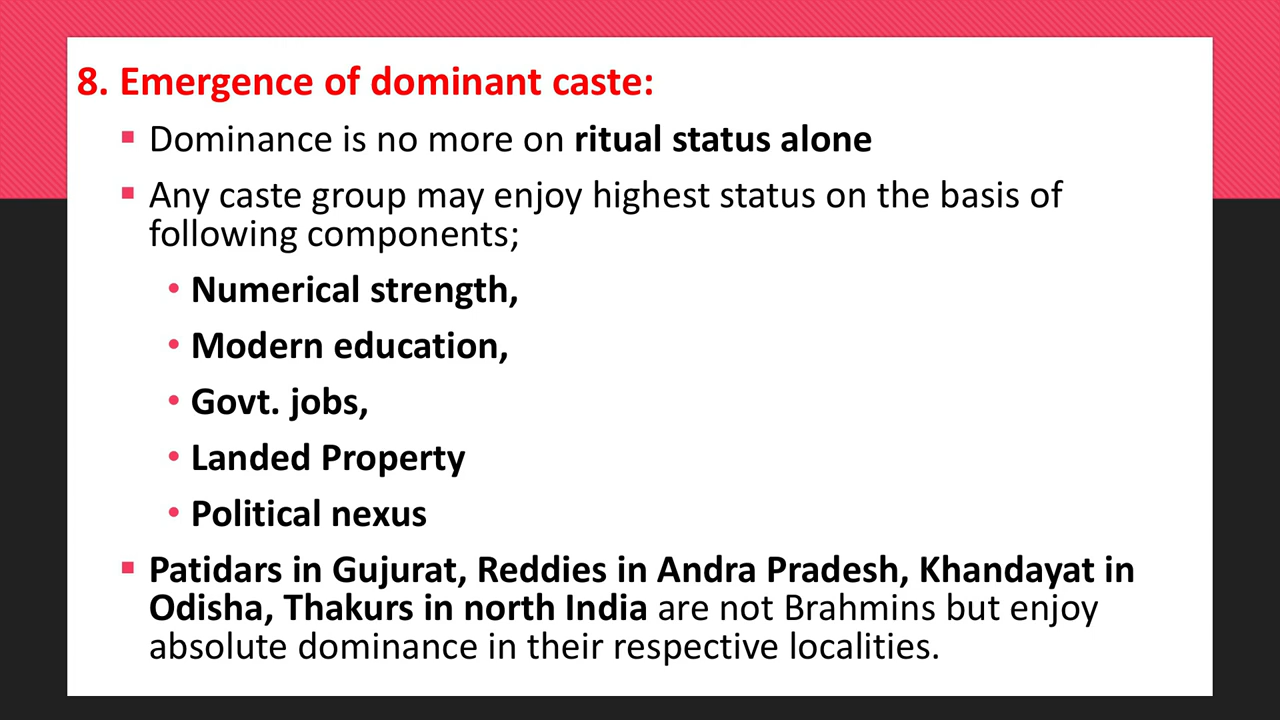 8. Emergence of dominant caste:
▪ Dominance is no more on ritual status alone
▪ Any caste group may enjoy highest status on the basis of
following components;
• Numerical strength,
• Modern education,
• Govt. jobs,
• Landed Property
• Political nexus
▪ Patidars in Gujurat, Reddies in Andra Pradesh, Khandayat in
Odisha, Thakurs in north India are not Brahmins but enjoy
absolute dominance in their respective localities.